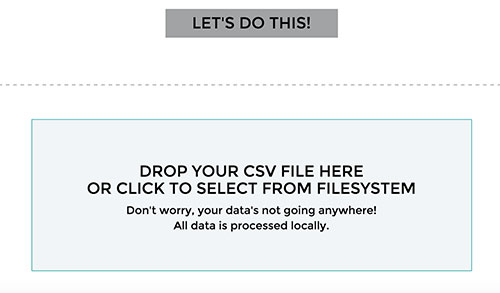 LET'S DO THIS!
DROP YOUR CSV FILE HERE
OR CLICK TO SELECT FROM FILESYSTEM
Don't worry, your data's not going anywhere!
All data is processed locally.